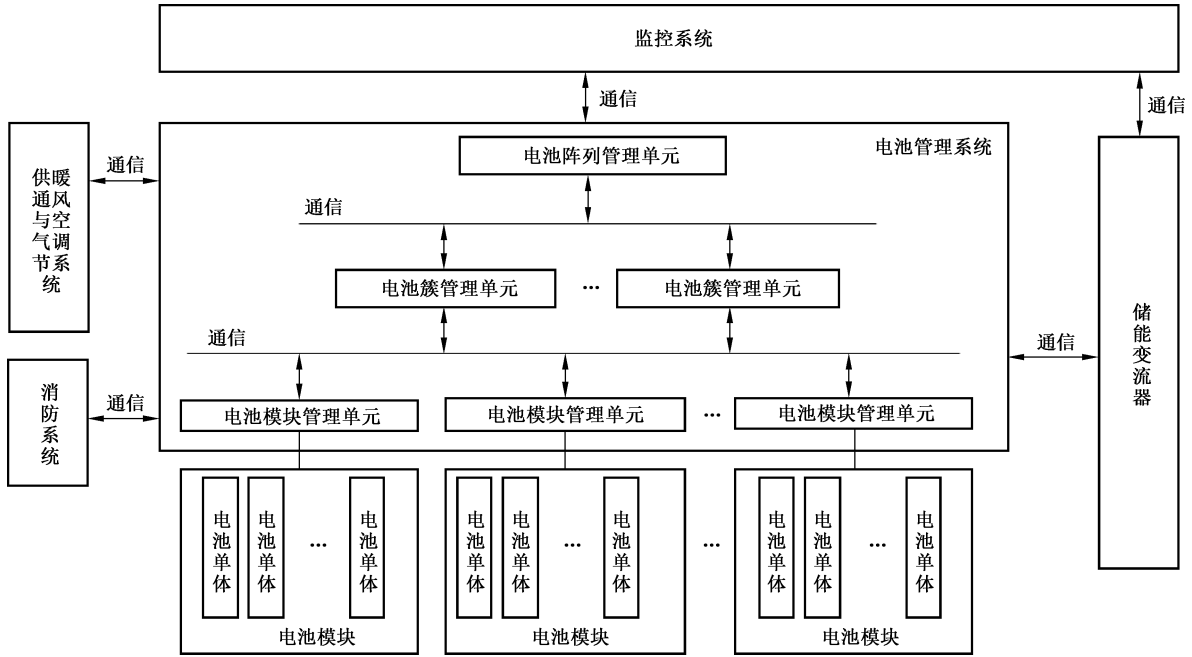 监控系统
通信
通信
供暖
通风
与空
气调
节系
统
通信
电池管理系统
电池阵列管理单元
通信
电池簇管理单元
...
电池簇管理单元
通信
电池模块管理单元
电池模块管理单元
...
电池模块管理单元
消防系统
通信
通信
储能变流器
电池单体
电池单体
...
电池单体
电池模块
电池单体
电池单体
...
电池单体
电池模块
...
电池单体
电池单体
...
电池单体
电池模块